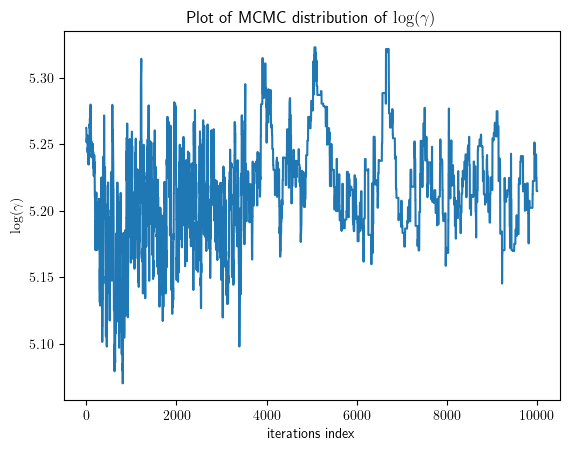 Plot of MCMC distribution of log(γ)
log(γ)
5.30
5.25
5.20
5.15
5.10
0 2000 4000 6000 8000 10000
iterations index